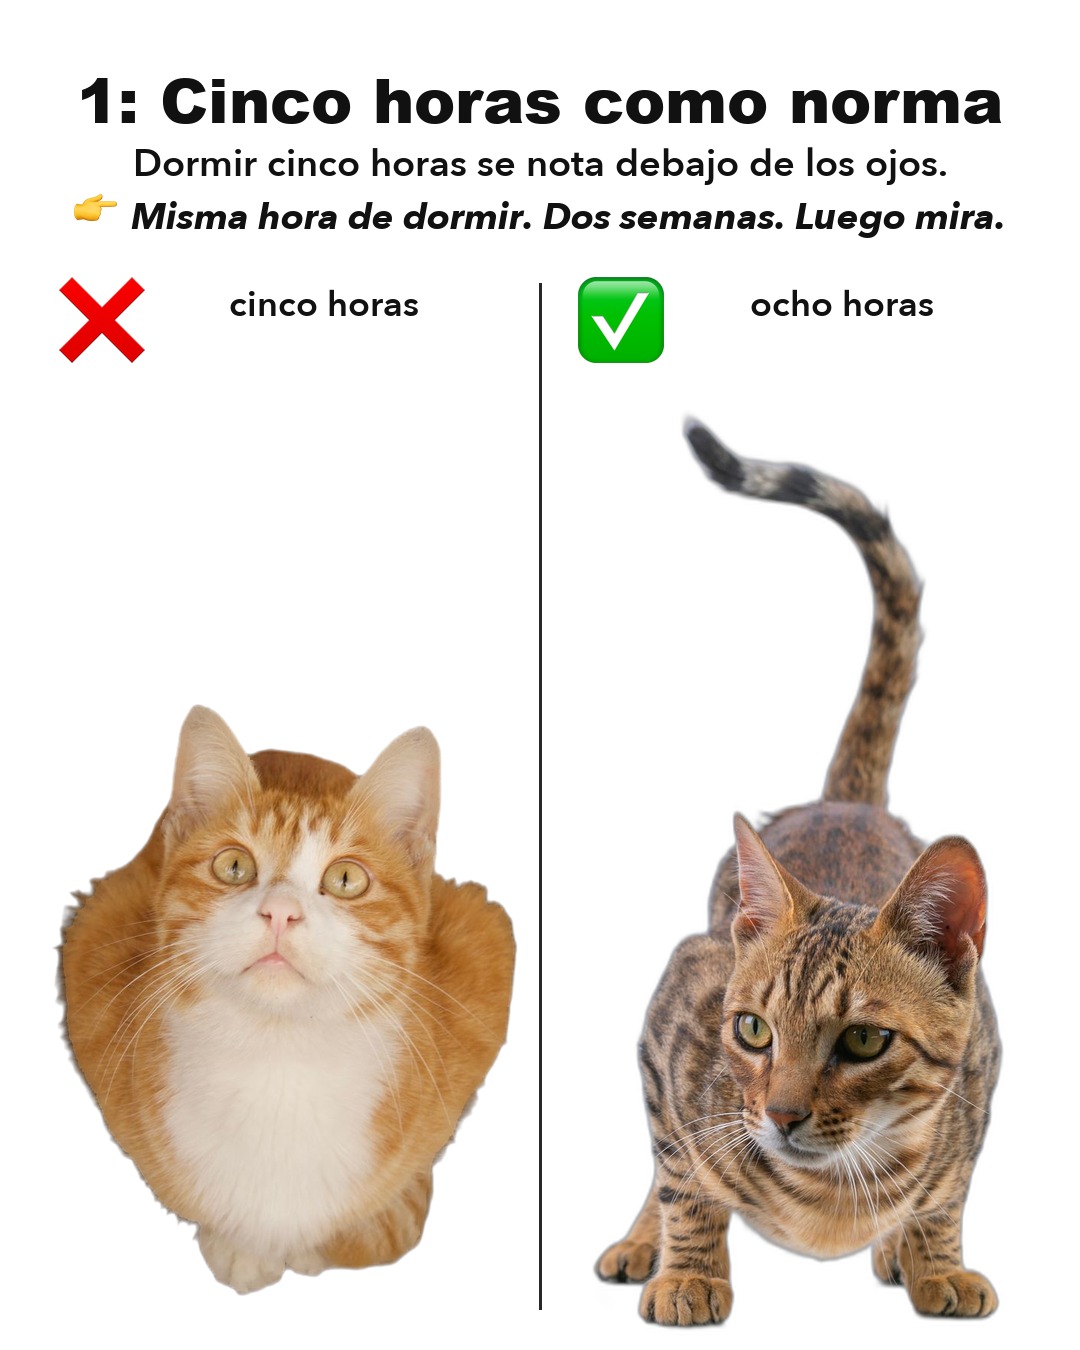 1: Cinco horas como norma
Dormir cinco horas se nota debajo de los ojos.
👉 Misma hora de dormir. Dos semanas. Luego mira.
cinco horas
ocho horas